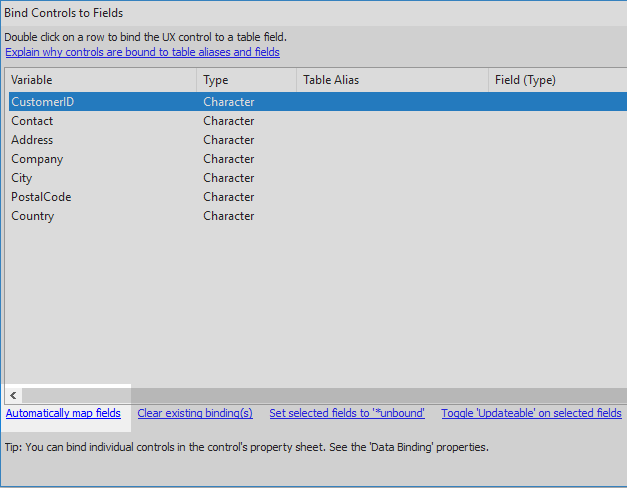 Bind Controls to Fields
Double click on a row to bind the UX control to a table field.
Explain why controls are bound to table aliases and fields
Variable Type Table Alias Field (Type)
CustomerID Character
Contact Character
Address Character
Company Character
City Character
PostalCode Character
Country Character
Automatically map fields Clear existing binding(s) Set selected fields to '*unbound' Toggle 'Updateable' on selected fields
Tip: You can bind individual controls in the control's property sheet. See the 'Data Binding' properties.